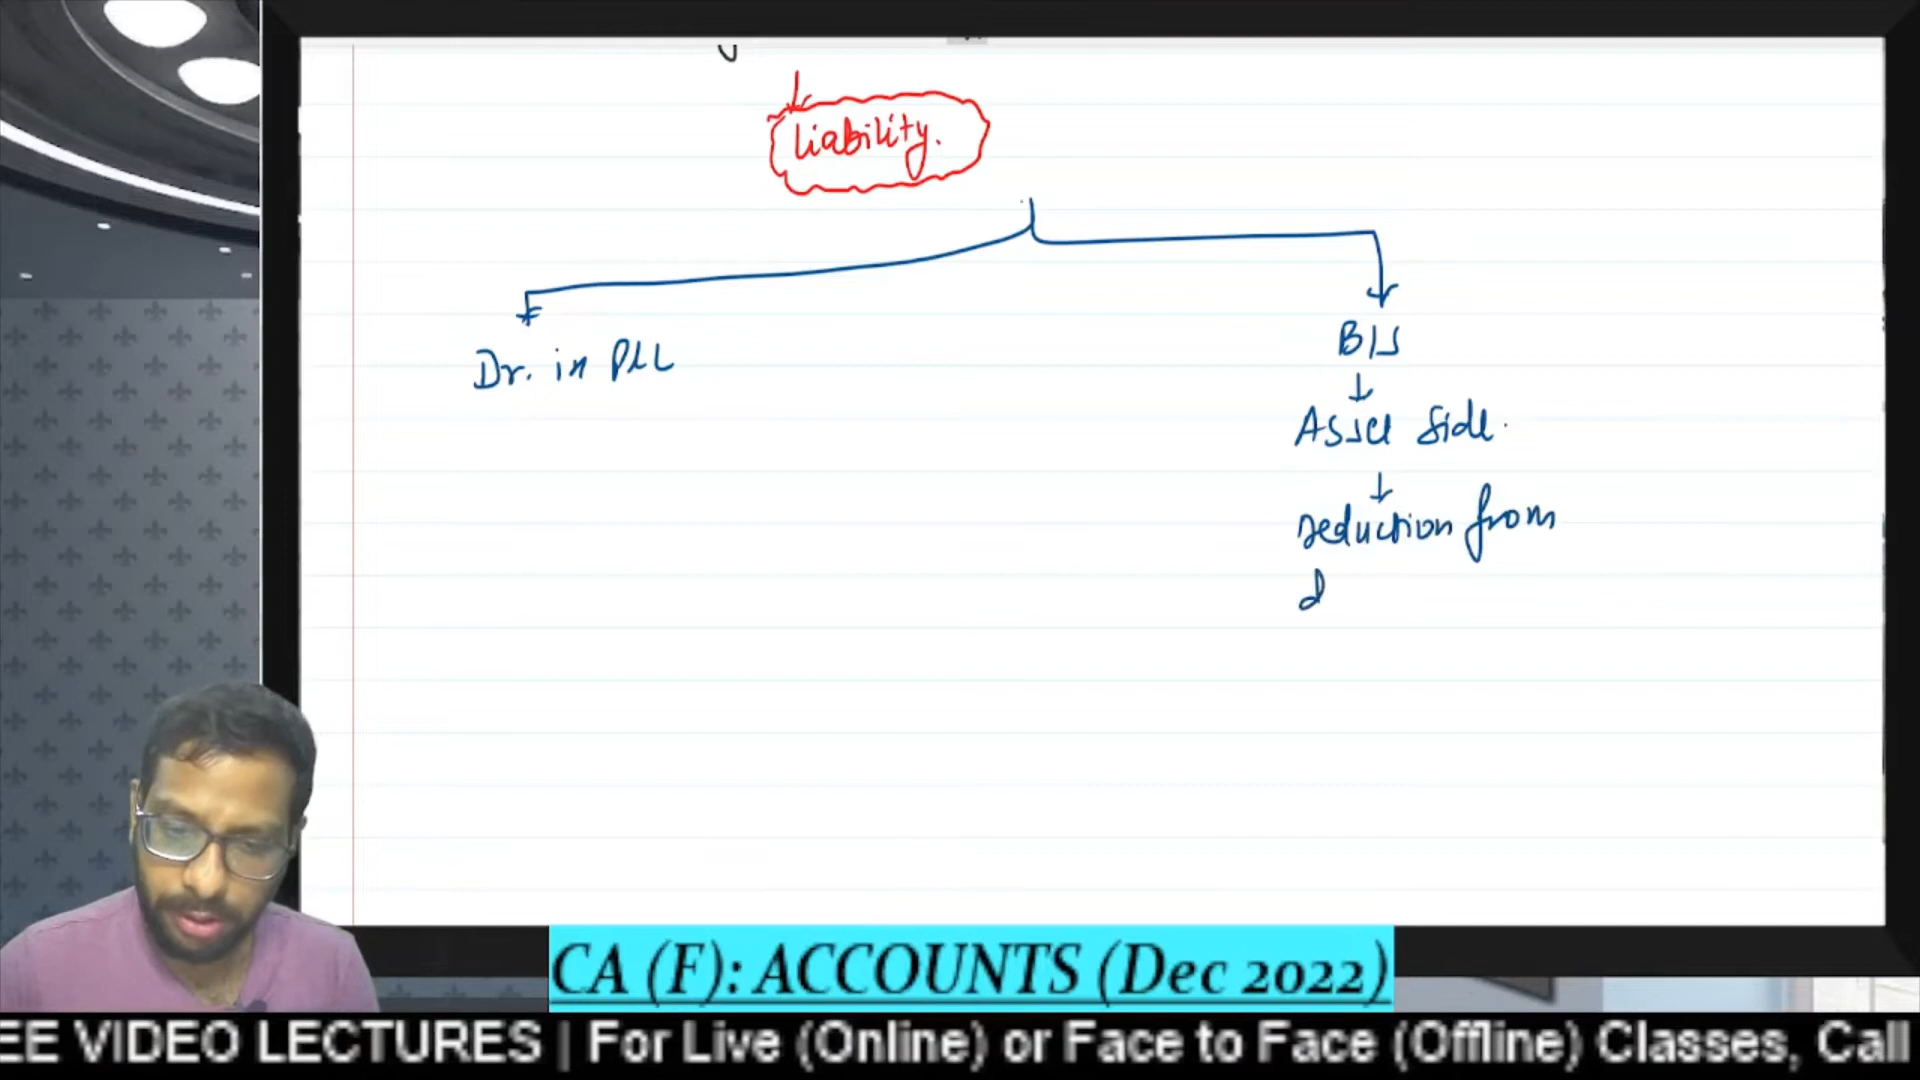 liability.
Dr. in P&L
B/S
Asset side.
deduction from
d
CA (F): ACCOUNTS (Dec 2022)
EE VIDEO LECTURES | For Live (Online) or Face to Face (Offline) Classes, Call